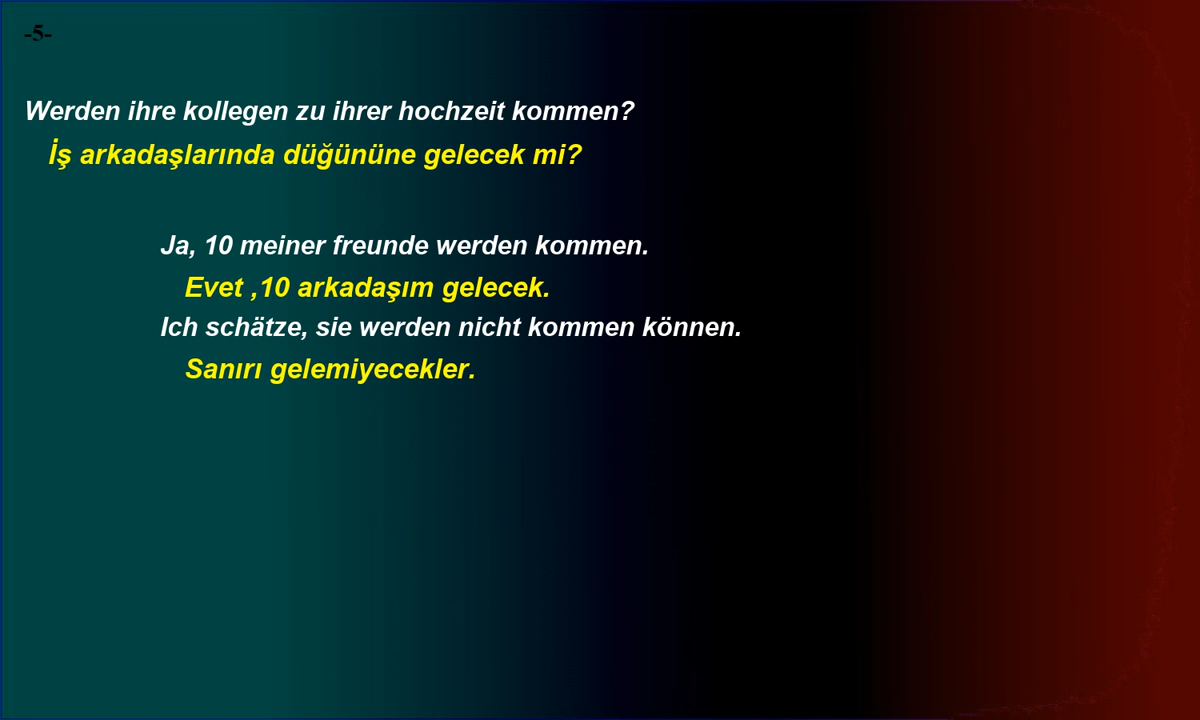 -5-
Werden ihre kollegen zu ihrer hochzeit kommen?
İş arkadaşlarında düğününe gelecek mi?
Ja, 10 meiner freunde werden kommen.
Evet ,10 arkadaşım gelecek.
Ich schätze, sie werden nicht kommen können.
Sanırı gelemiyecekler.